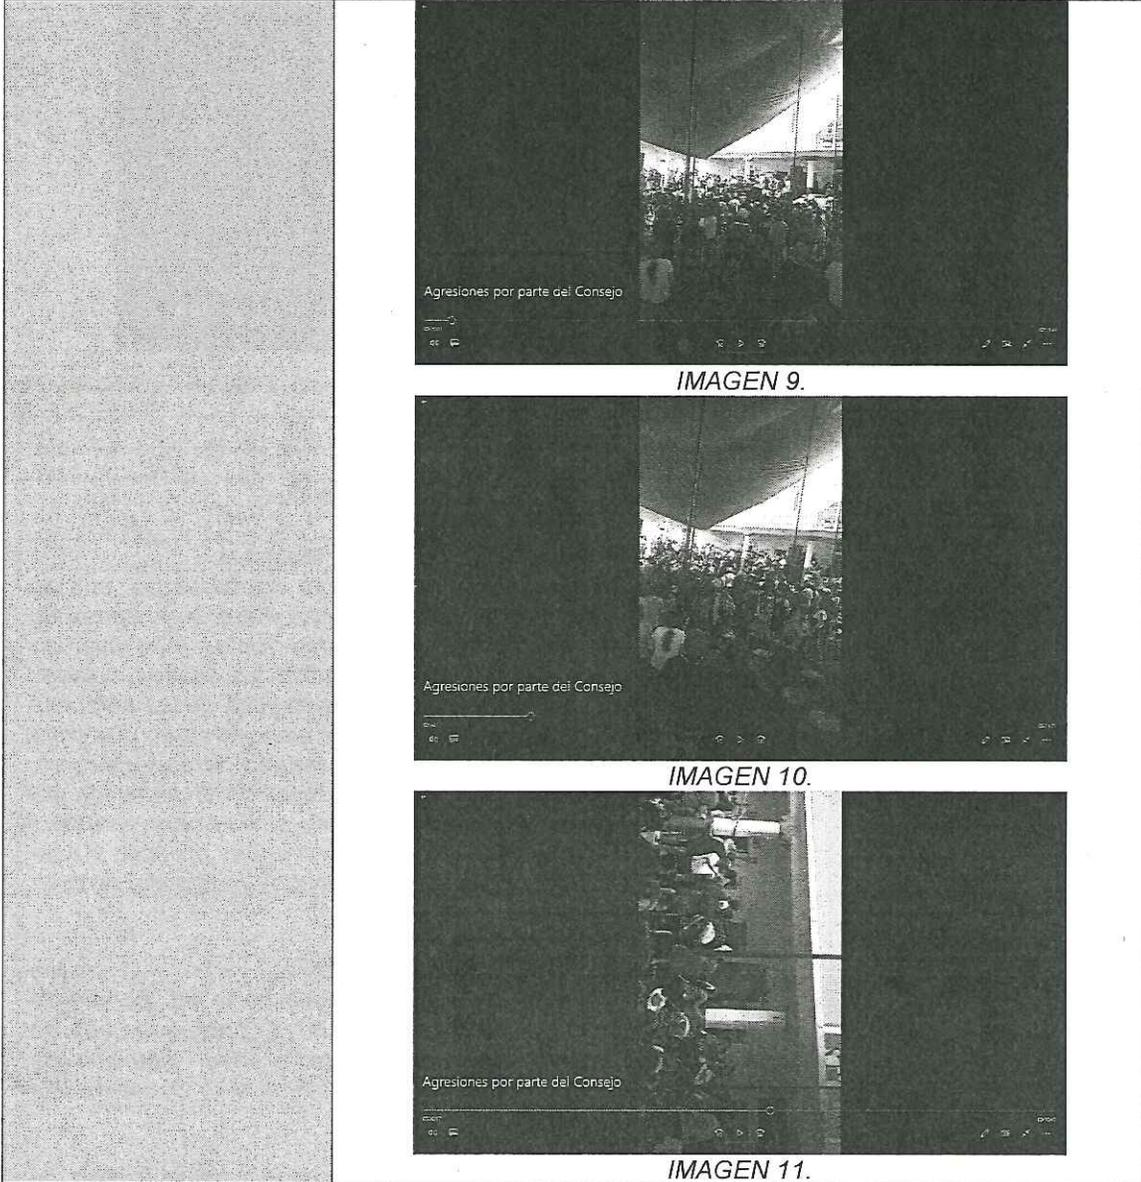 Agresiones por parte del Consejo
IMAGEN 9.
Agresiones por parte del Consejo
IMAGEN 10.
Agresiones por parte del Consejo
IMAGEN 11.